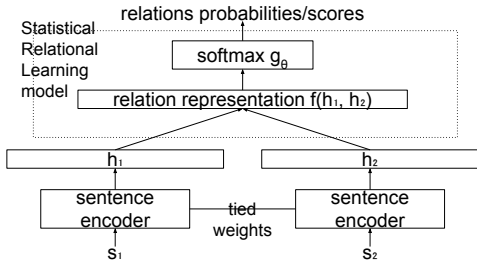 relations probabilities/scores
Statistical
Relational
Learning
model
softmax gθ
relation representation f(h₁, h₂)
h₁
h₂
sentence
encoder
tied
weights
sentence
encoder
s₁
s₂